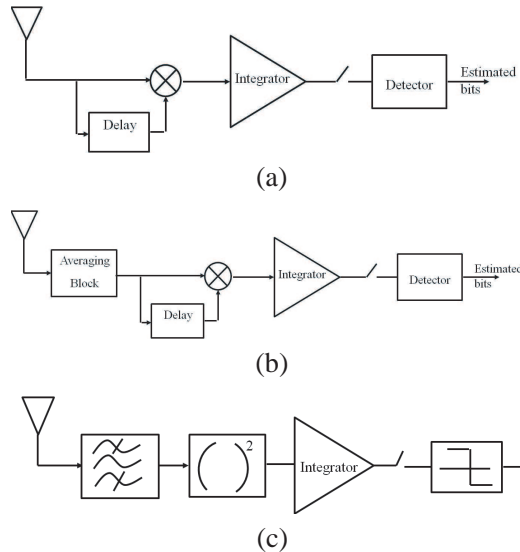 Integrator
Delay
Detector
Estimated
bits
(a)
Averaging
Block
Integrator
Delay
Detector
Estimated
bits
(b)
( )²
Integrator
(c)